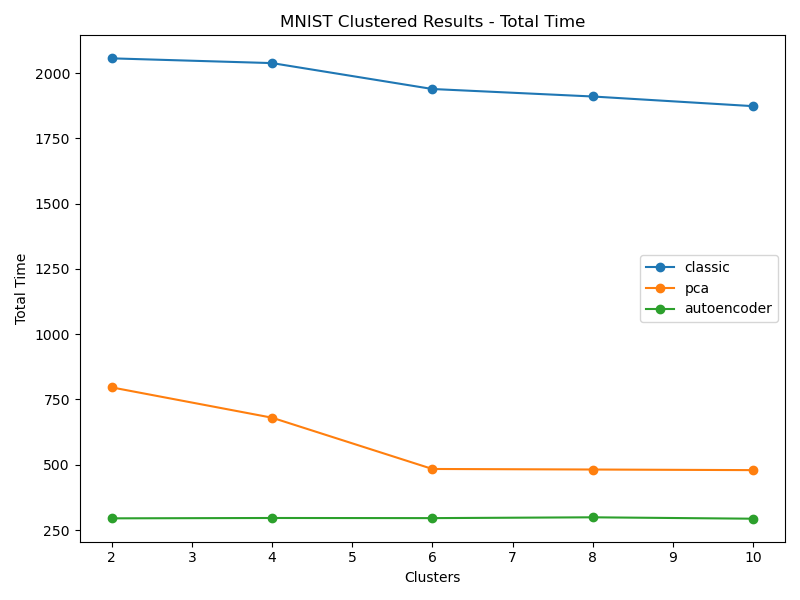 MNIST Clustered Results - Total Time
2000
1750
1500
1250
1000
750
500
250
Total Time
classic
pca
autoencoder
2 3 4 5 6 7 8 9 10
Clusters